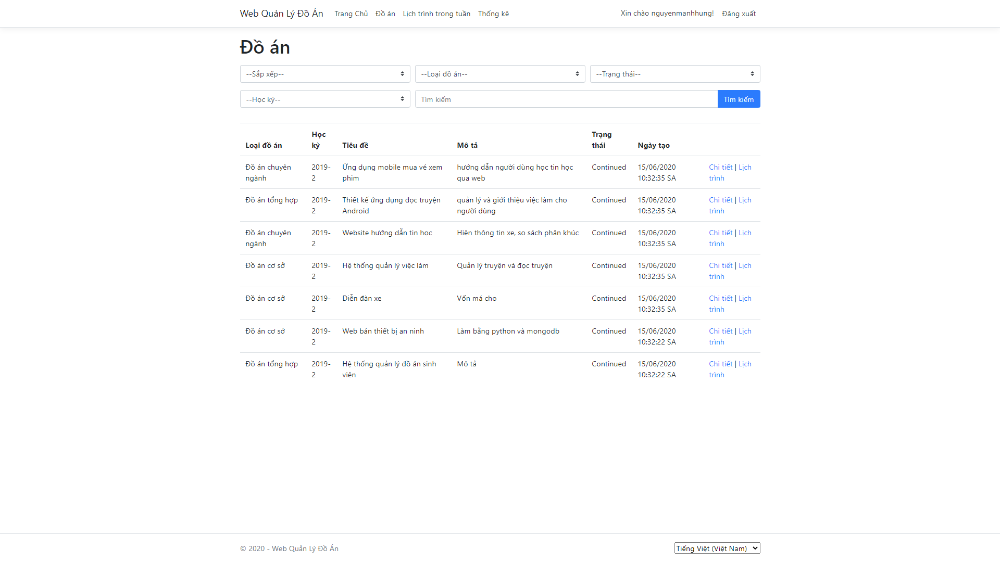 Web Quản Lý Đồ Án Trang Chủ Đồ án Lịch trình trong tuần Thống kê Xin chào nguyenmanhhung! Đăng xuất
Đồ án
--Sắp xếp-- --Loại đồ án-- --Trạng thái--
--Học kỳ-- Tìm kiếm Tìm kiếm
Học Trạng
Loại đồ án kỳ Tiêu đề Mô tả thái Ngày tạo
Đồ án chuyên 2019- Ứng dụng mobile mua vé xem hướng dẫn người dùng học tin học Continued 15/06/2020 Chi tiết | Lịch
ngành 2 phim qua web 10:32:35 SA trình
Đồ án tổng hợp 2019- Thiết kế ứng dụng đọc truyện quản lý và giới thiệu việc làm cho Continued 15/06/2020 Chi tiết | Lịch
2 Android người dùng 10:32:35 SA trình
Đồ án chuyên 2019- Website hướng dẫn tin học Hiện thông tin xe, so sách phân khúc Continued 15/06/2020 Chi tiết | Lịch
ngành 2 10:32:35 SA trình
Đồ án cơ sở 2019- Hệ thống quản lý việc làm Quản lý truyện và đọc truyện Continued 15/06/2020 Chi tiết | Lịch
2 10:32:35 SA trình
Đồ án cơ sở 2019- Diễn đàn xe Vốn má cho Continued 15/06/2020 Chi tiết | Lịch
2 10:32:35 SA trình
Đồ án cơ sở 2019- Web bán thiết bị an ninh Làm bằng python và mongodb Continued 15/06/2020 Chi tiết | Lịch
2 10:32:22 SA trình
Đồ án tổng hợp 2019- Hệ thống quản lý đồ án sinh Mô tả Continued 15/06/2020 Chi tiết | Lịch
2 viên 10:32:22 SA trình
© 2020 - Web Quản Lý Đồ Án Tiếng Việt (Việt Nam)